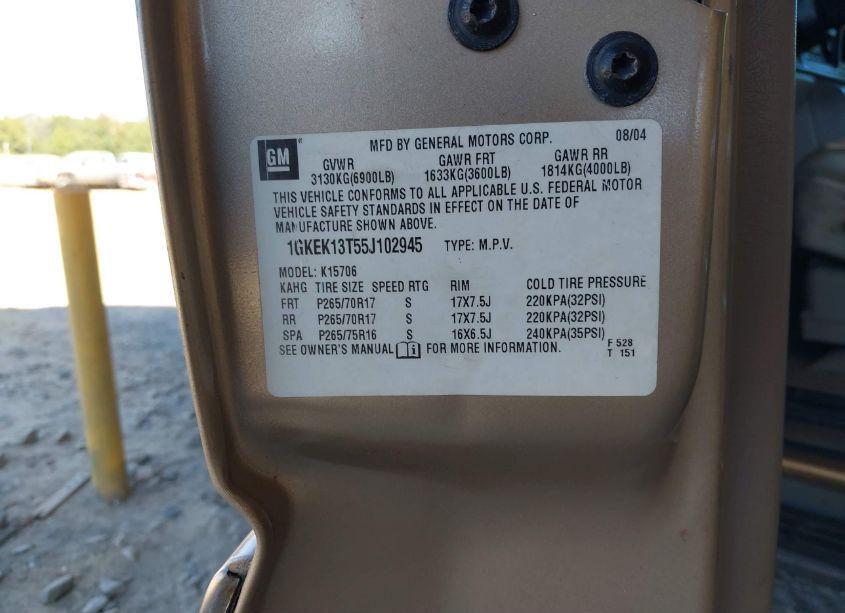 GM ®
MFD BY GENERAL MOTORS CORP. 08/04
GVWR GAWR FRT GAWR RR
3130KG(6900LB) 1633KG(3600LB) 1814KG(4000LB)
THIS VEHICLE CONFORMS TO ALL APPLICABLE U.S. FEDERAL MOTOR
VEHICLE SAFETY STANDARDS IN EFFECT ON THE DATE OF
MANUFACTURE SHOWN ABOVE.
1GKEK13T55J102945 TYPE: M.P.V.
MODEL: K15706
KAHG TIRE SIZE SPEED RTG RIM COLD TIRE PRESSURE
FRT P265/70R17 S 17X7.5J 220KPA(32PSI)
RR P265/70R17 S 17X7.5J 220KPA(32PSI)
SPA P265/75R16 S 16X6.5J 240KPA(35PSI)
SEE OWNER'S MANUAL FOR MORE INFORMATION.
F 528
T 151